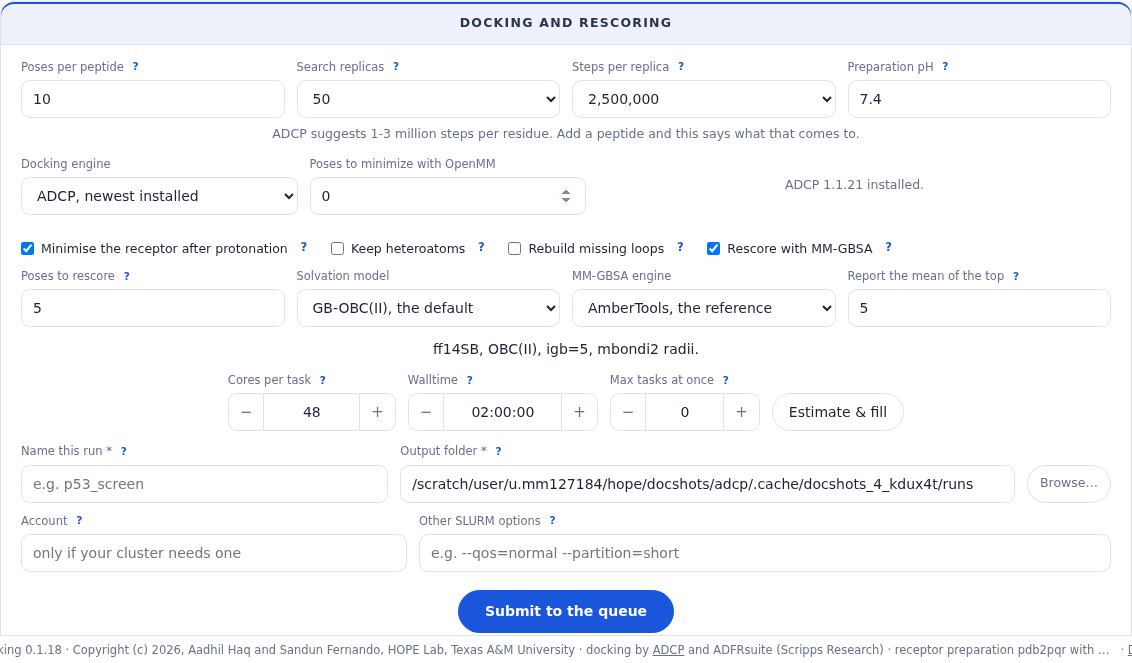 DOCKING AND RESCORING
Poses per peptide ? Search replicas ? Steps per replica ? Preparation pH ?
10 50 2,500,000 7.4
ADCP suggests 1-3 million steps per residue. Add a peptide and this says what that comes to.
Docking engine Poses to minimize with OpenMM
ADCP, newest installed 0 ADCP 1.1.21 installed.
Minimise the receptor after protonation ? Keep heteroatoms ? Rebuild missing loops ? Rescore with MM-GBSA ?
Poses to rescore ? Solvation model MM-GBSA engine Report the mean of the top ?
5 GB-OBC(II), the default AmberTools, the reference 5
ff14SB, OBC(II), igb=5, mbondi2 radii.
Cores per task ? Walltime ? Max tasks at once ?
− 48 + − 02:00:00 + − 0 + Estimate & fill
Name this run * ? Output folder * ?
e.g. p53_screen /scratch/user/u.mm127184/hope/docshots/adcp/.cache/docshots_4_kdux4t/runs Browse...
Account ? Other SLURM options ?
only if your cluster needs one e.g. --qos=normal --partition=short
Submit to the queue
king 0.1.18 · Copyright (c) 2026, Aadhil Haq and Sandun Fernando, HOPE Lab, Texas A&M University · docking by ADCP and ADFRsuite (Scripps Research) · receptor preparation pdb2pqr with ... ·